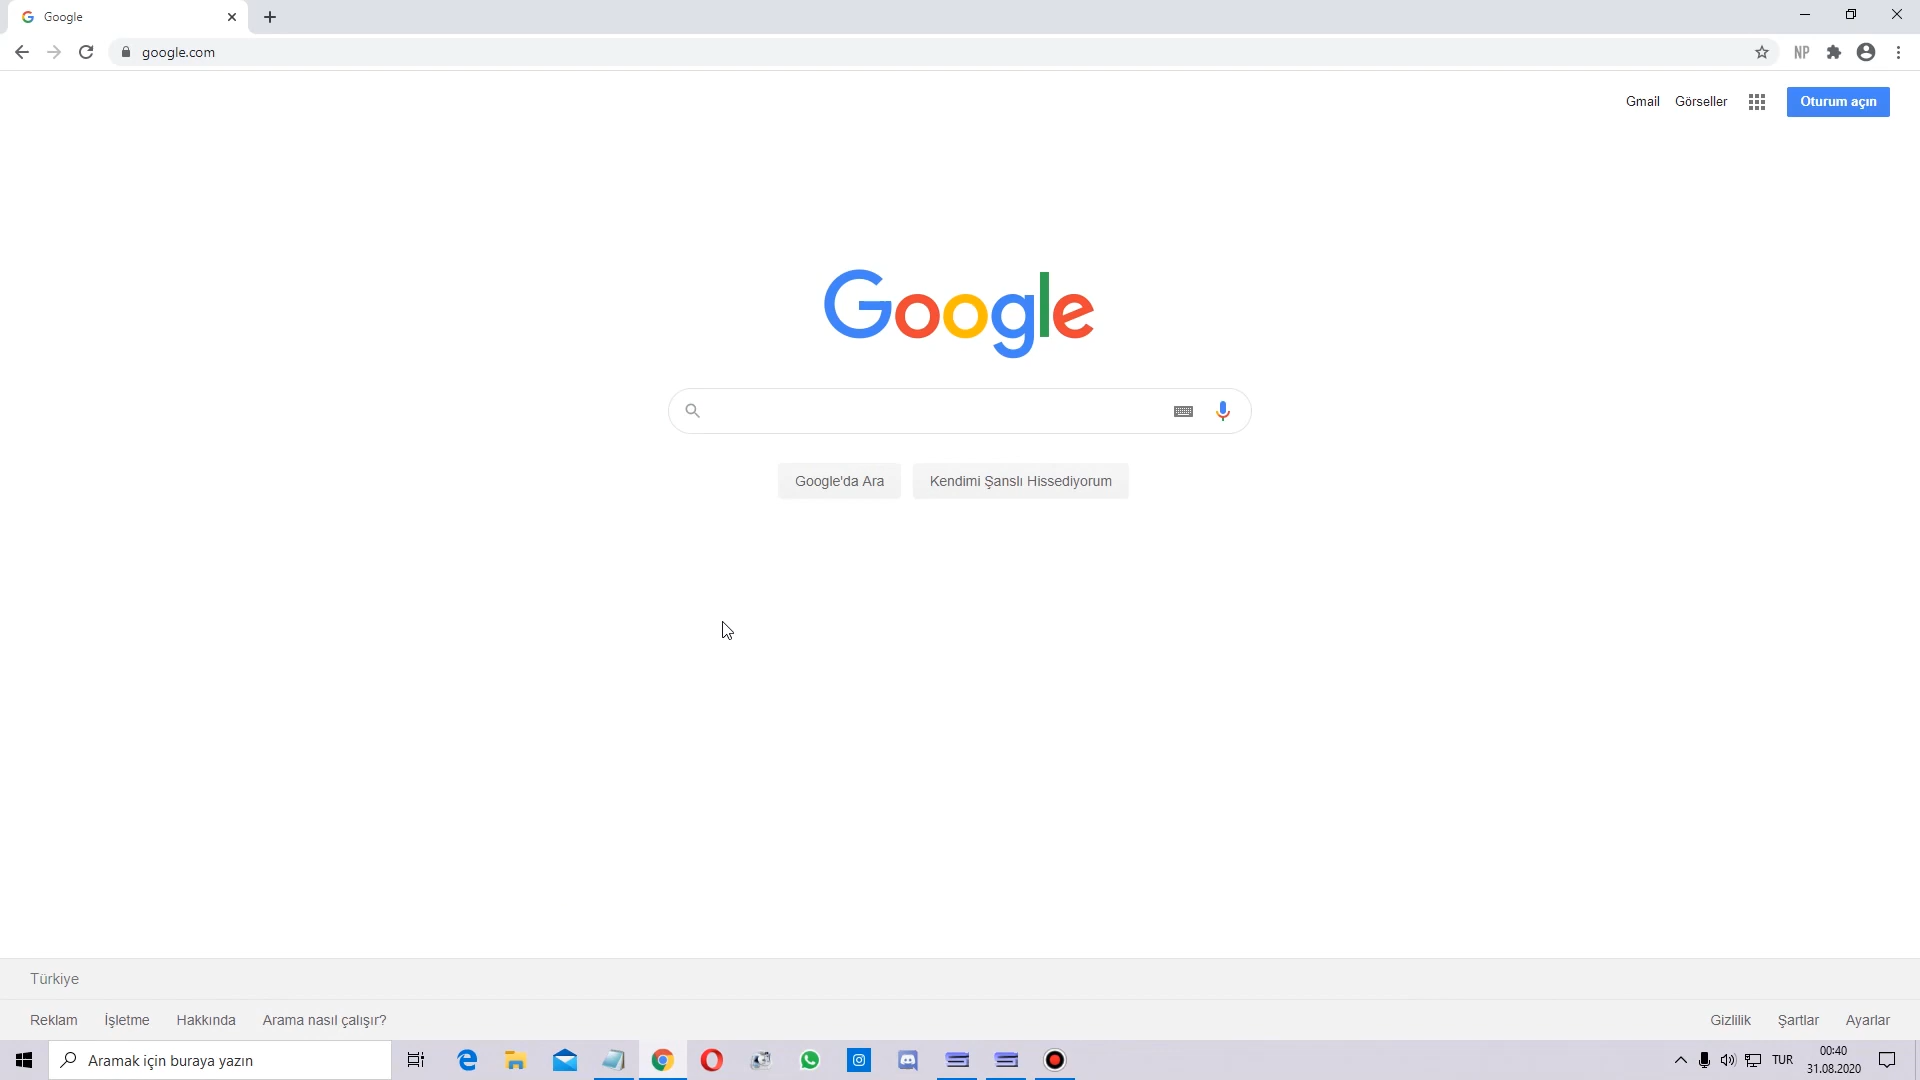 Google
google.com
NP
Gmail Görseller Oturum açın
Google
Google'da Ara Kendimi Şanslı Hissediyorum
Türkiye
Reklam İşletme Hakkında Arama nasıl çalışır? Gizlilik Şartlar Ayarlar
Aramak için buraya yazın
TUR
00:40
31.08.2020